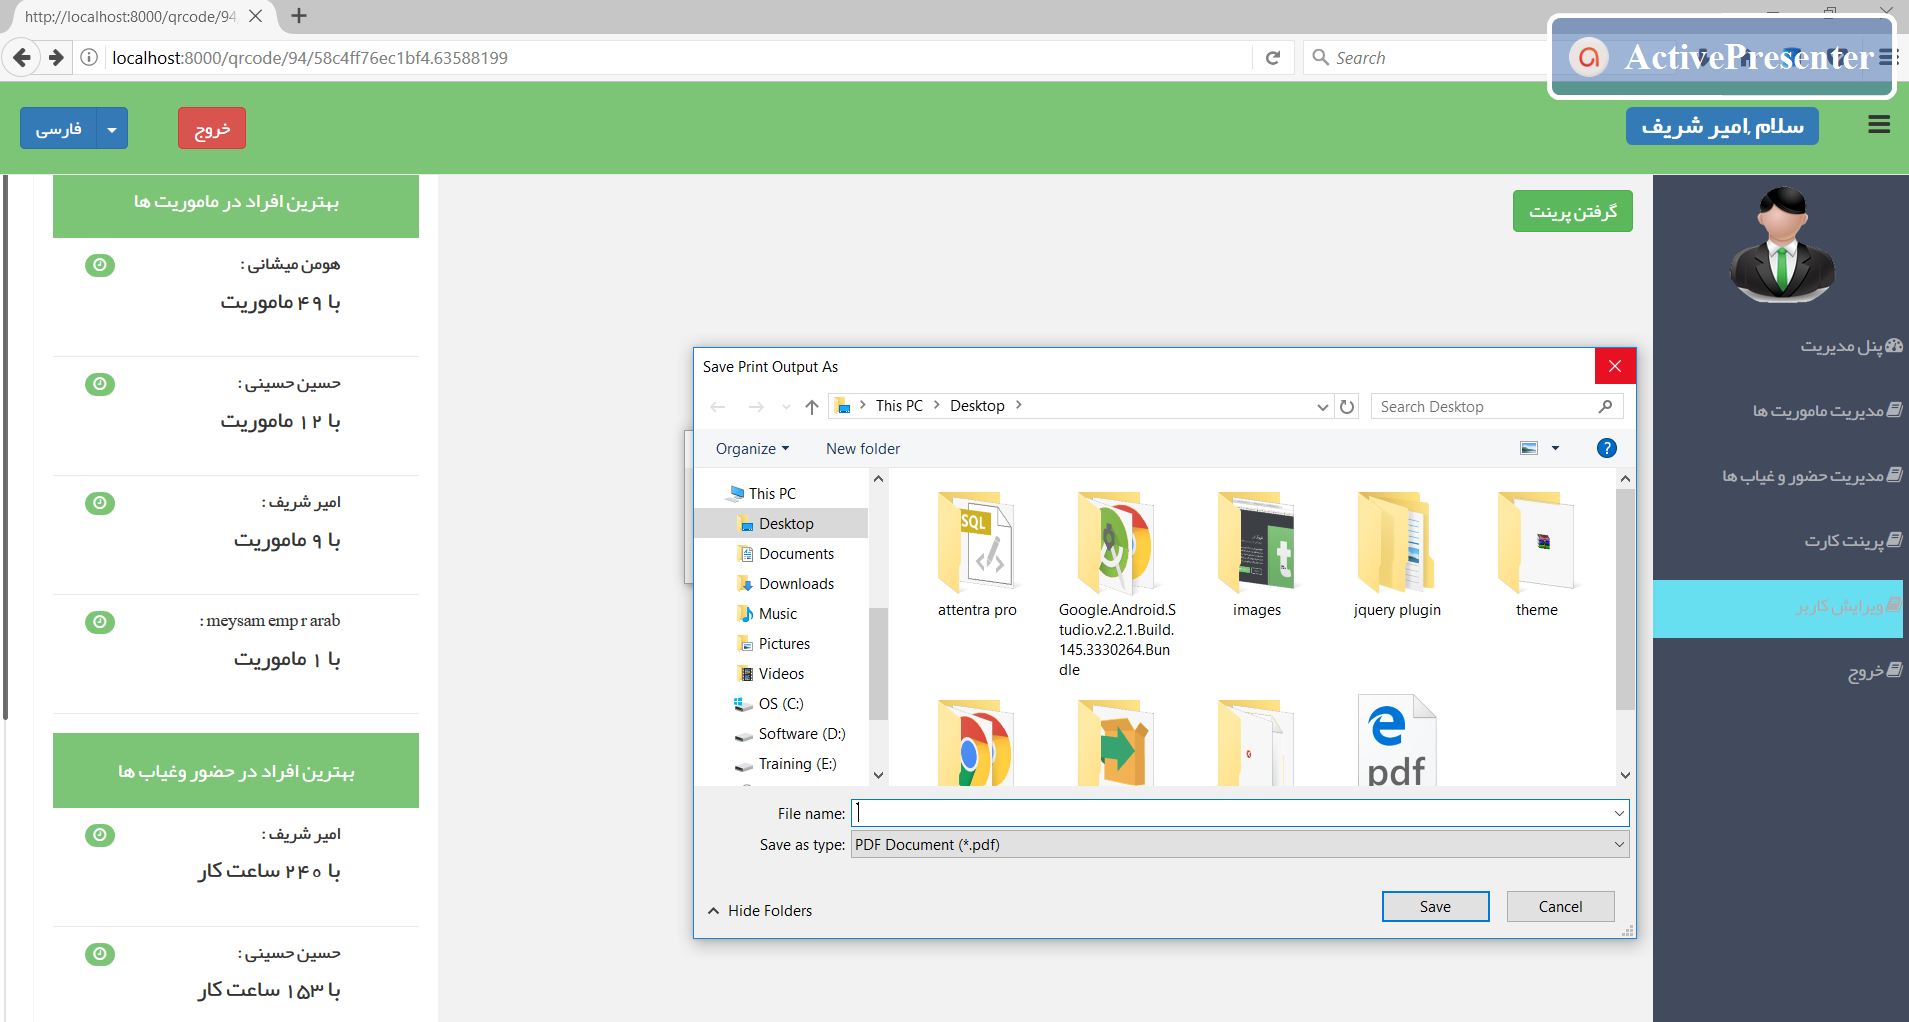 http://localhost:8000/qrcode/94
localhost:8000/qrcode/94/58c4ff76ec1bf4.63588199
Search
ActivePresenter
سلام ,امیر شریف
خروج
فارسی
گرفتن پرینت
پنل مدیریت
مدیریت ماموریت ها
مدیریت حضور و غیاب ها
پرینت کارت
ویرایش کاربر
خروج
بهترین افراد در ماموریت ها
هومن میشانی :
با ۴۹ ماموریت
حسین حسینی :
با ۱۲ ماموریت
امیر شریف :
با ۹ ماموریت
meysam emp r arab :
با ۱ ماموریت
بهترین افراد در حضور وغیاب ها
امیر شریف :
با ۲۴۰ ساعت کار
حسین حسینی :
با ۱۵۳ ساعت کار
Save Print Output As
This PC > Desktop >
Search Desktop
Organize
New folder
This PC
Desktop
Documents
Downloads
Music
Pictures
Videos
OS (C:)
Software (D:)
Training (E:)
SQL
attentra pro
Google.Android.S
tudio.v2.2.1.Build.
145.3330264.Bun
dle
images
jquery plugin
theme
pdf
File name:
Save as type: PDF Document (*.pdf)
Hide Folders
Save
Cancel